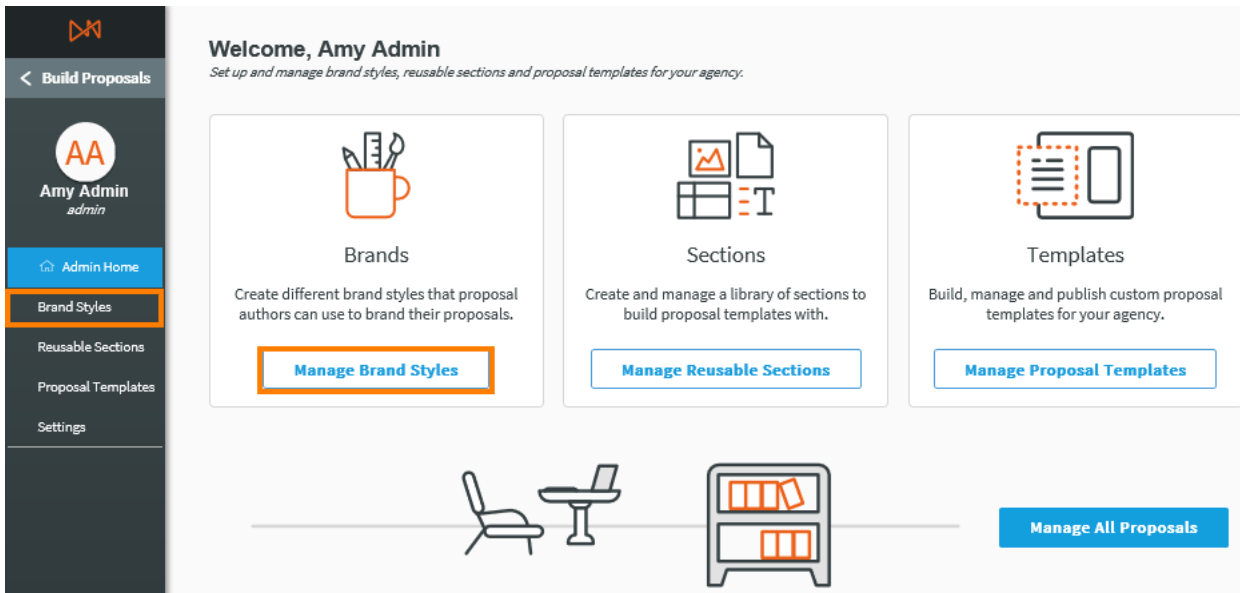 < Build Proposals
AA
Amy Admin
admin
Admin Home
Brand Styles
Reusable Sections
Proposal Templates
Settings
Welcome, Amy Admin
Set up and manage brand styles, reusable sections and proposal templates for your agency.
Brands
Create different brand styles that proposal
authors can use to brand their proposals.
Manage Brand Styles
T
Sections
Create and manage a library of sections to
build proposal templates with.
Manage Reusable Sections
Templates
Build, manage and publish custom proposal
templates for your agency.
Manage Proposal Templates
Manage All Proposals